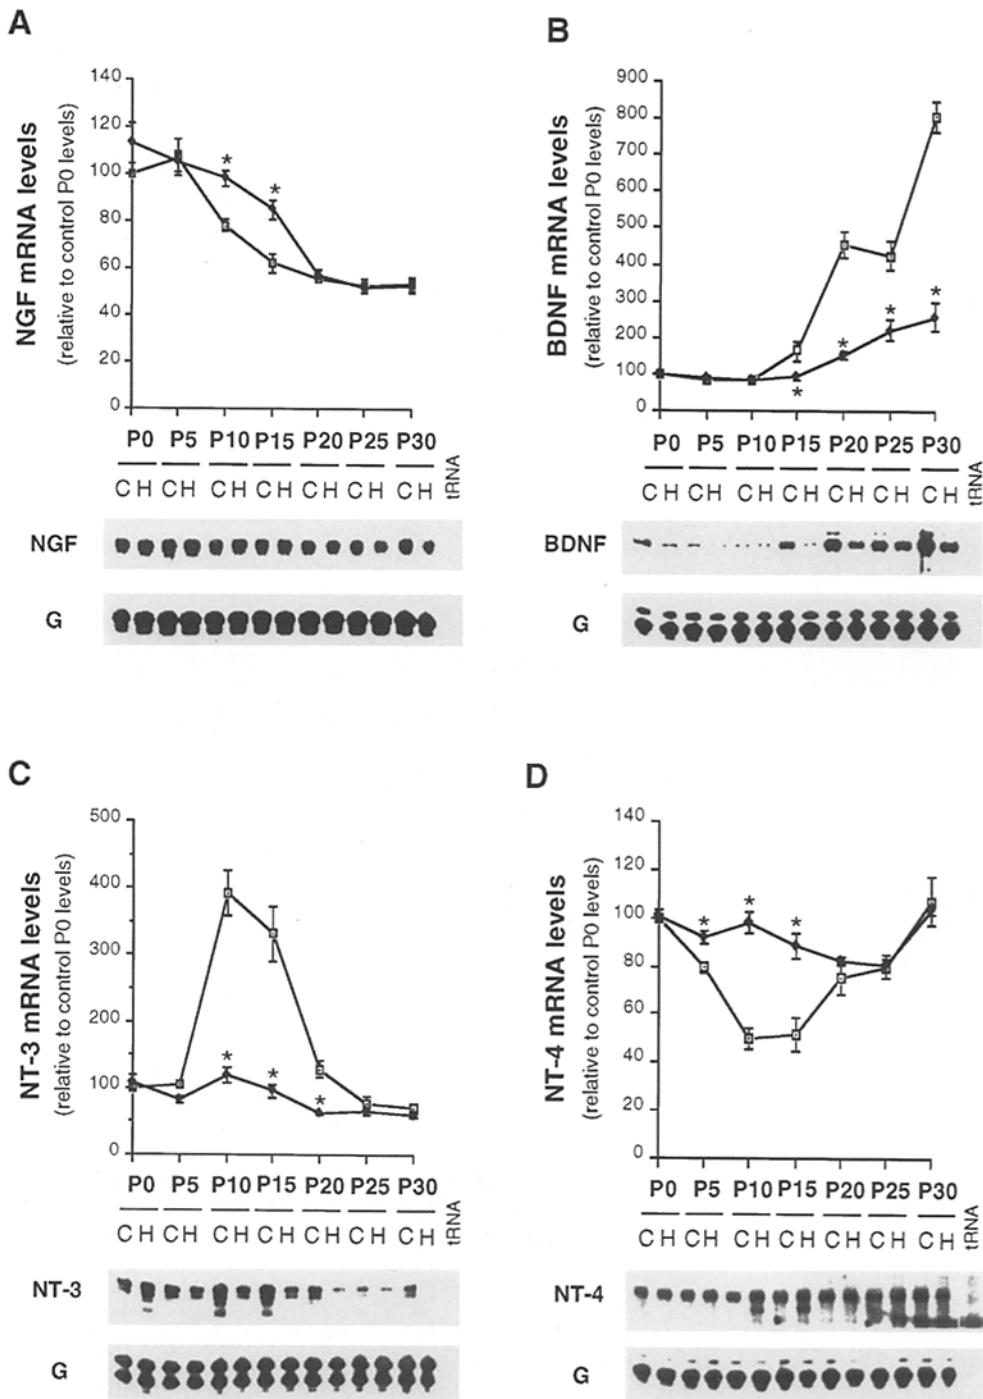 A
NGF mRNA levels
(relative to control P0 levels)
140
120
100
80
60
40
20
0
* *
P0 P5 P10 P15 P20 P25 P30
C H C H C H C H C H C H C H tRNA
NGF
G
B
BDNF mRNA levels
(relative to control P0 levels)
900
800
700
600
500
400
300
200
100
0
* * * *
P0 P5 P10 P15 P20 P25 P30
C H C H C H C H C H C H C H tRNA
BDNF
G
C
NT-3 mRNA levels
(relative to control P0 levels)
500
400
300
200
100
0
* * *
P0 P5 P10 P15 P20 P25 P30
C H C H C H C H C H C H C H tRNA
NT-3
G
D
NT-4 mRNA levels
(relative to control P0 levels)
140
120
100
80
60
40
20
0
* * *
P0 P5 P10 P15 P20 P25 P30
C H C H C H C H C H C H C H tRNA
NT-4
G